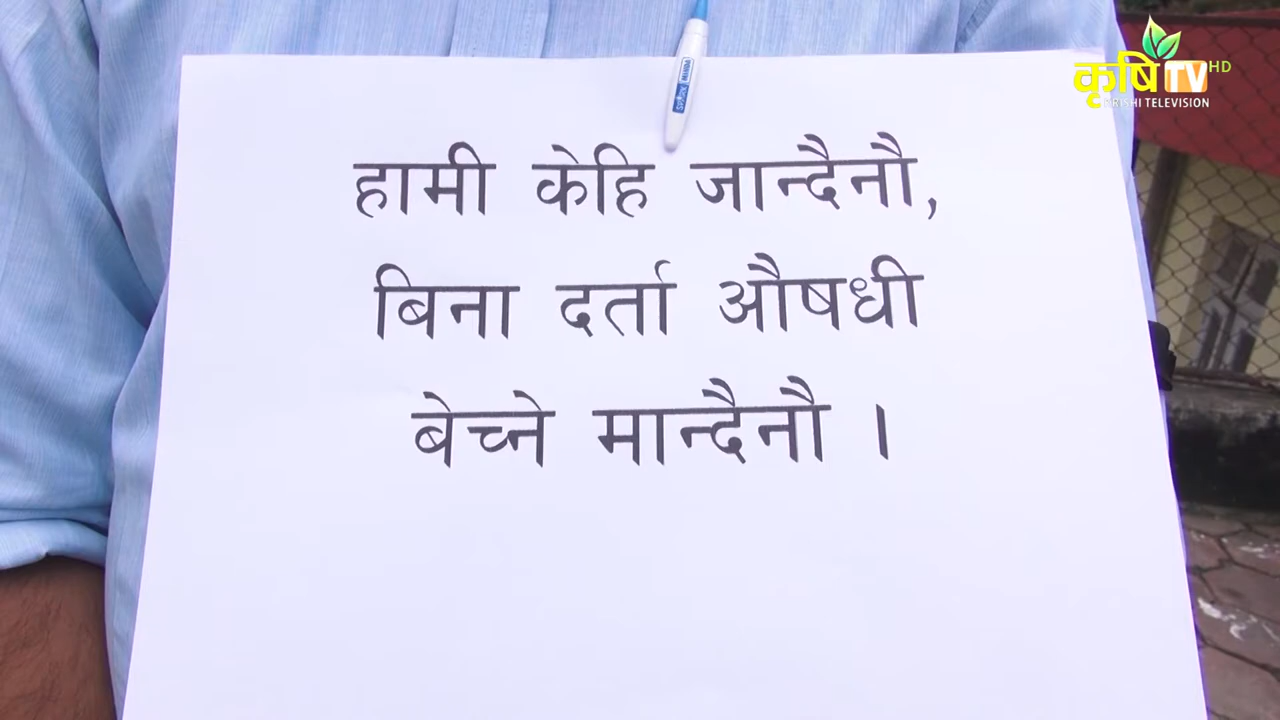 कृषि TV HD
KRISHI TELEVISION
हामी केहि जान्दैनौ,
बिना दर्ता औषधी
बेच्ने मान्दैनौ ।